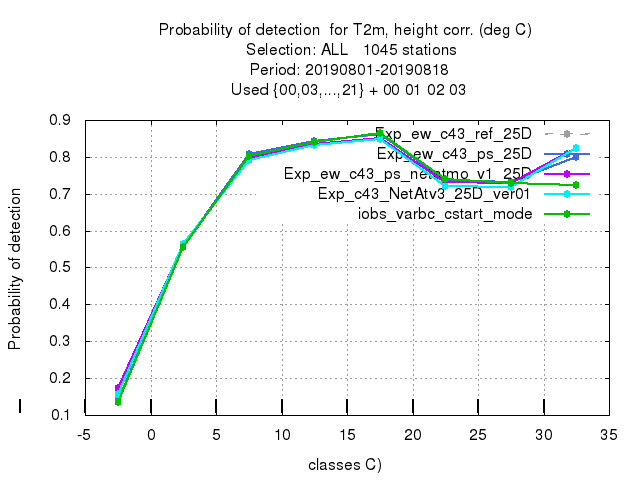 Probability of detection for T2m, height corr. (deg C)
Selection: ALL 1045 stations
Period: 20190801-20190818
Used {00,03,...,21} + 00 01 02 03
Exp_ew_c43_ref_25D
Exp_ew_c43_ps_25D
Exp_ew_c43_ps_netatmo_v1_25D
Exp_c43_NetAtv3_25D_ver01
iobs_varbc_cstart_mode
Probability of detection
0.9
0.8
0.7
0.6
0.5
0.4
0.3
0.2
0.1
-5 0 5 10 15 20 25 30 35
classes C)